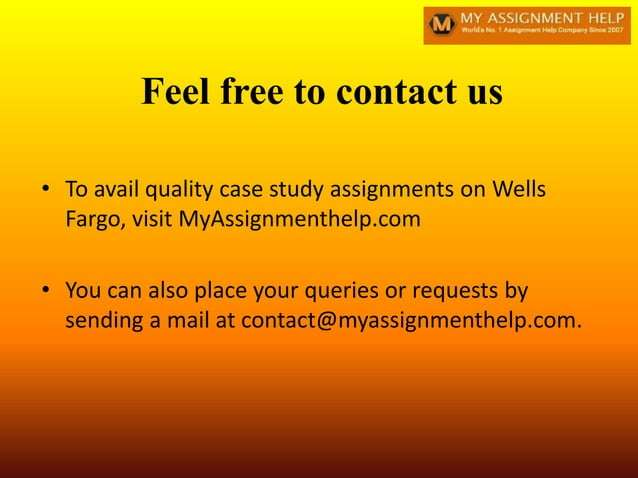 MY ASSIGNMENT HELP
World's No. 1 Assignment Help Company Since 2007
Feel free to contact us
• To avail quality case study assignments on Wells
Fargo, visit MyAssignmenthelp.com
• You can also place your queries or requests by
sending a mail at contact@myassignmenthelp.com.